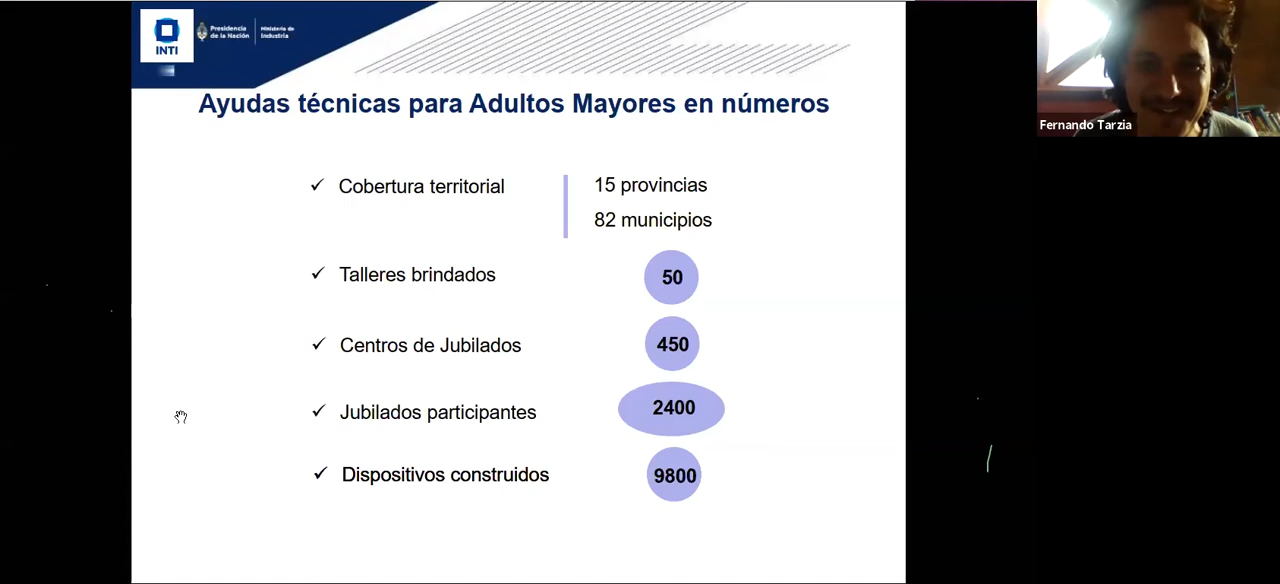 INTI
Presidencia
de la Nación
Ministerio de
Industria
Ayudas técnicas para Adultos Mayores en números
✓ Cobertura territorial
15 provincias
82 municipios
✓ Talleres brindados
50
✓ Centros de Jubilados
450
✓ Jubilados participantes
2400
✓ Dispositivos construidos
9800
Fernando Tarzia